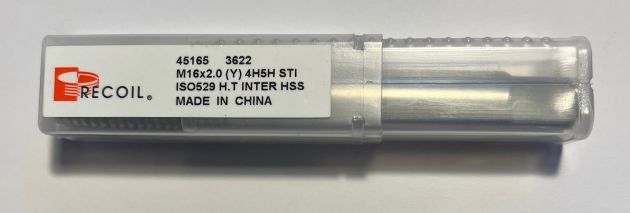 45165 3622
M16x2.0 (Y) 4H5H STI
ISO529 H.T INTER HSS
MADE IN CHINA
RECOIL®